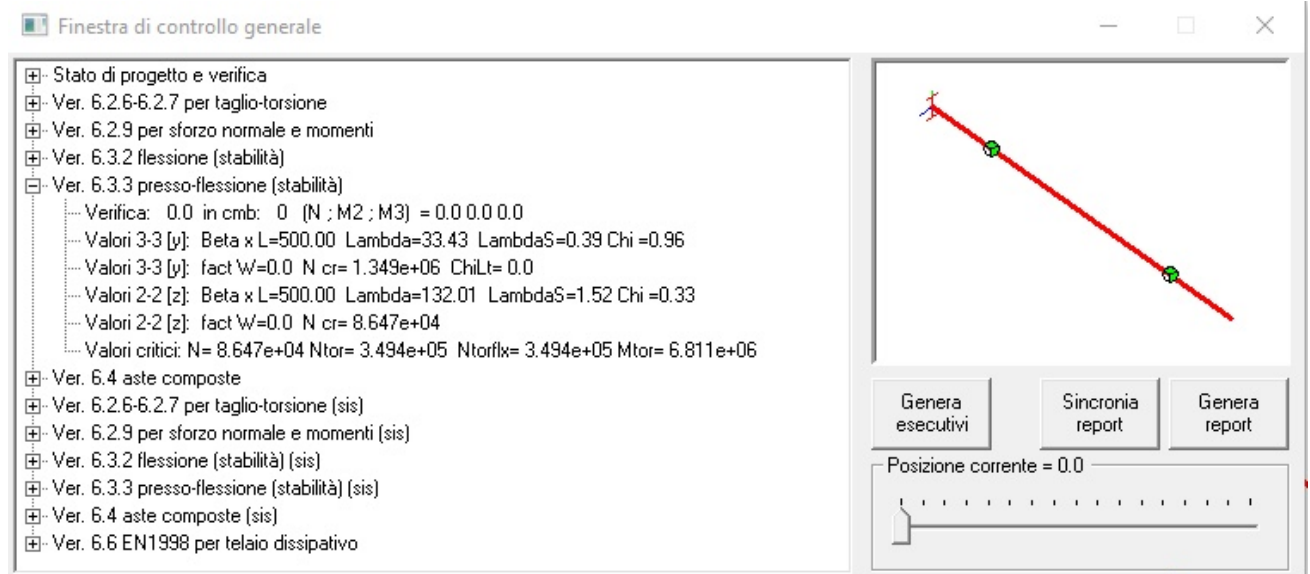 Finestra di controllo generale
Stato di progetto e verifica
Ver. 6.2.6-6.2.7 per taglio-torsione
Ver. 6.2.9 per sforzo normale e momenti
Ver. 6.3.2 flessione (stabilità)
Ver. 6.3.3 presso-flessione (stabilità)
Verifica: 0.0 in cmb: 0 (N ; M2 ; M3) = 0.0 0.0 0.0
Valori 3-3 [y]: Beta x L=500.00 Lambda=33.43 LambdaS=0.39 Chi =0.96
Valori 3-3 [y]: fact W=0.0 N cr= 1.349e+06 ChiLt= 0.0
Valori 2-2 [z]: Beta x L=500.00 Lambda=132.01 LambdaS=1.52 Chi =0.33
Valori 2-2 [z]: fact W=0.0 N cr= 8.647e+04
Valori critici: N= 8.647e+04 Ntor= 3.494e+05 Ntorflx= 3.494e+05 Mtor= 6.811e+06
Ver. 6.4 aste composte
Ver. 6.2.6-6.2.7 per taglio-torsione (sis)
Ver. 6.2.9 per sforzo normale e momenti (sis)
Ver. 6.3.2 flessione (stabilità) (sis)
Ver. 6.3.3 presso-flessione (stabilità) (sis)
Ver. 6.4 aste composte (sis)
Ver. 6.6 EN1998 per telaio dissipativo
Genera
esecutivi
Sincronia
report
Genera
report
Posizione corrente = 0.0